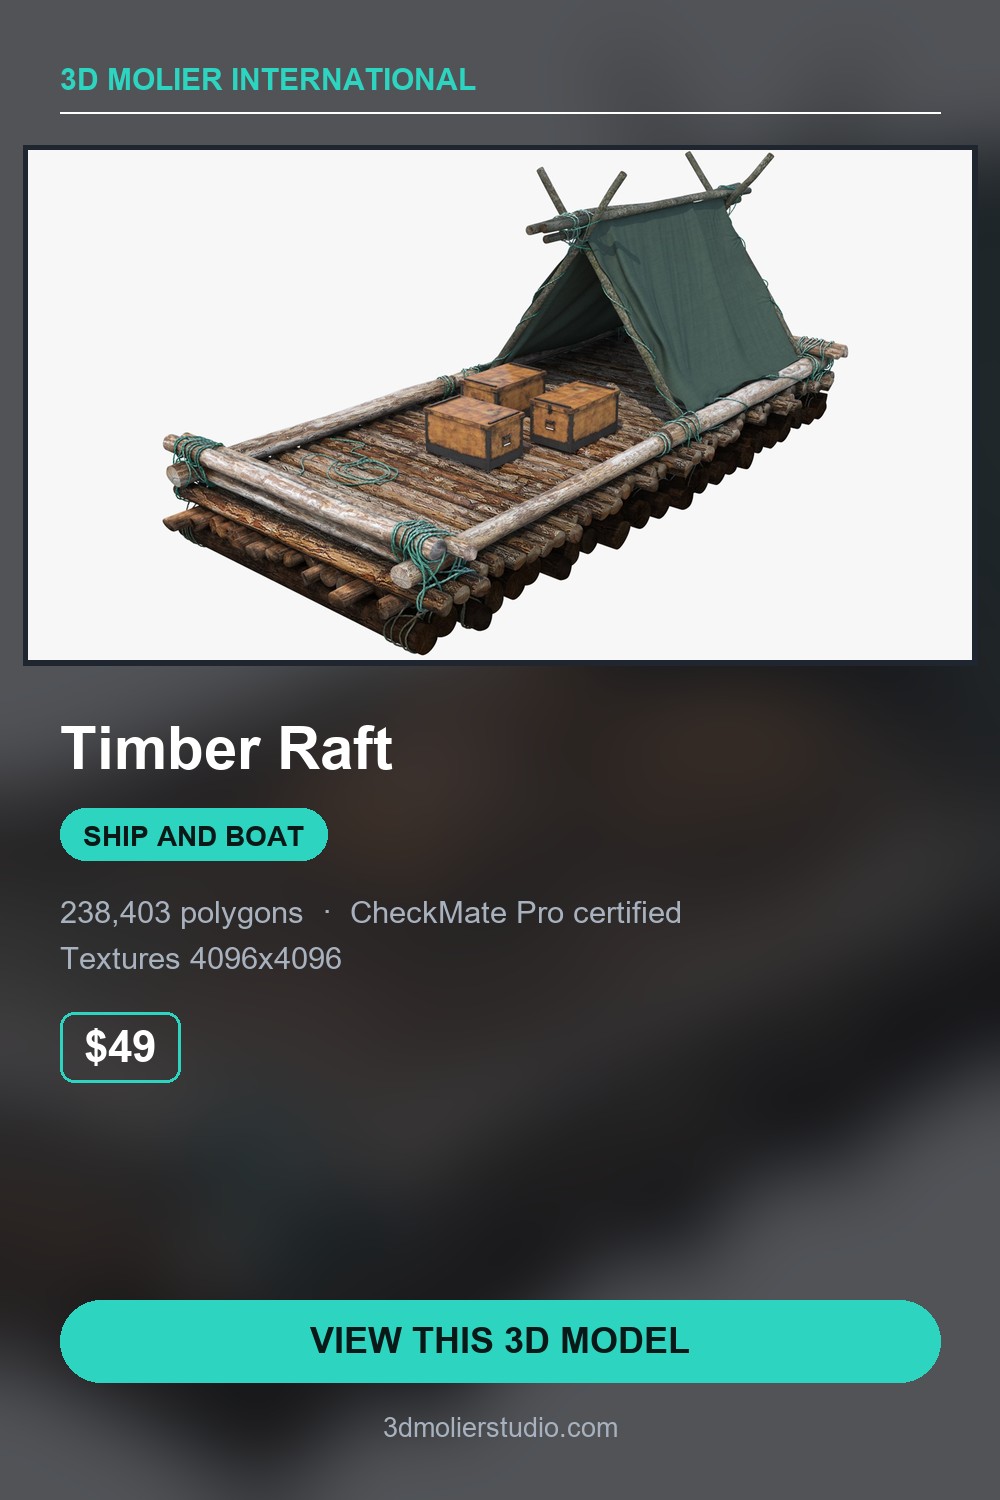 3D MOLIER INTERNATIONAL
Timber Raft
SHIP AND BOAT
238,403 polygons · CheckMate Pro certified
Textures 4096x4096
$49
VIEW THIS 3D MODEL
3dmolierstudio.com